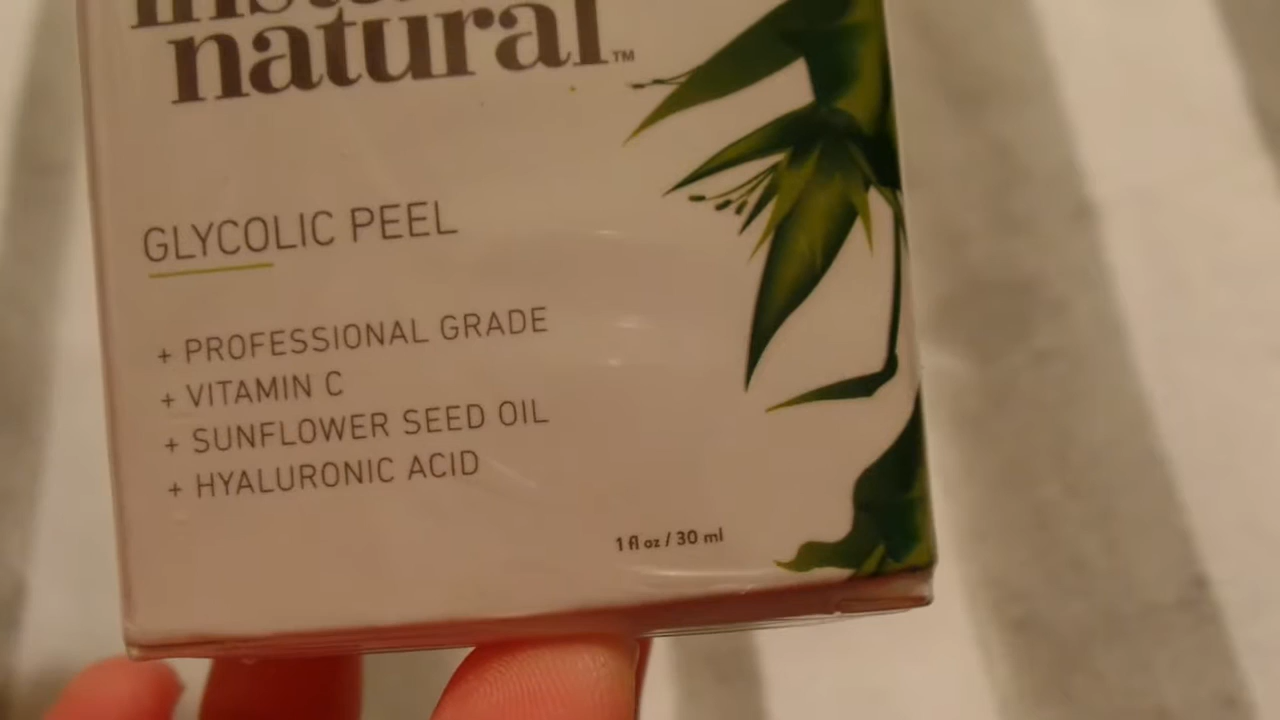 natural™
GLYCOLIC PEEL
+ PROFESSIONAL GRADE
+ VITAMIN C
+ SUNFLOWER SEED OIL
+ HYALURONIC ACID
1 fl oz / 30 ml